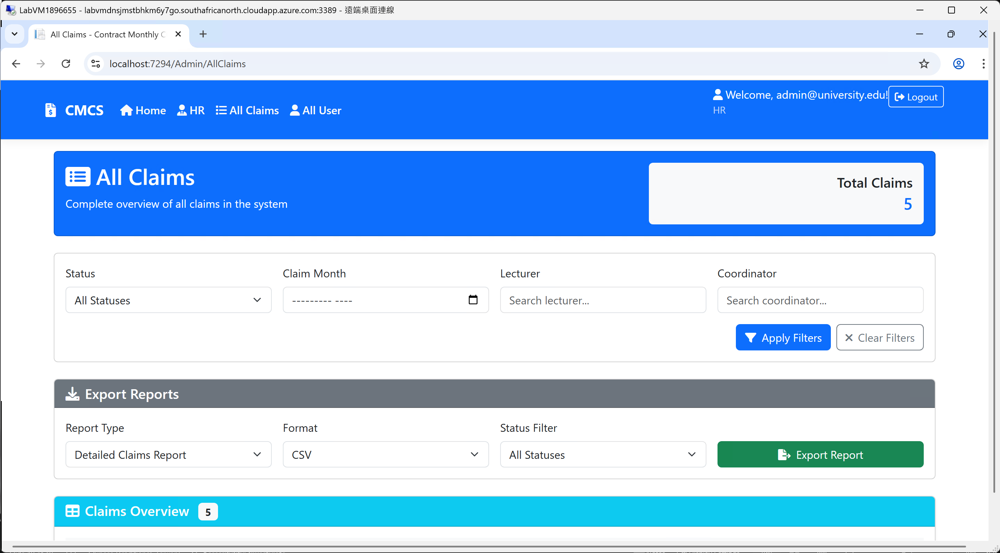 LabVM1896655 - labvmdnsjmstbhkm6y7go.southafricanorth.cloudapp.azure.com:3389 - 遠端桌面連線
All Claims - Contract Monthly C
localhost:7294/Admin/AllClaims
CMCS Home HR All Claims All User
Welcome, admin@university.edu! Logout
HR
All Claims
Complete overview of all claims in the system
Total Claims
5
Status Claim Month Lecturer Coordinator
All Statuses --------- ---- Search lecturer... Search coordinator...
Apply Filters Clear Filters
Export Reports
Report Type Format Status Filter
Detailed Claims Report CSV All Statuses Export Report
Claims Overview 5